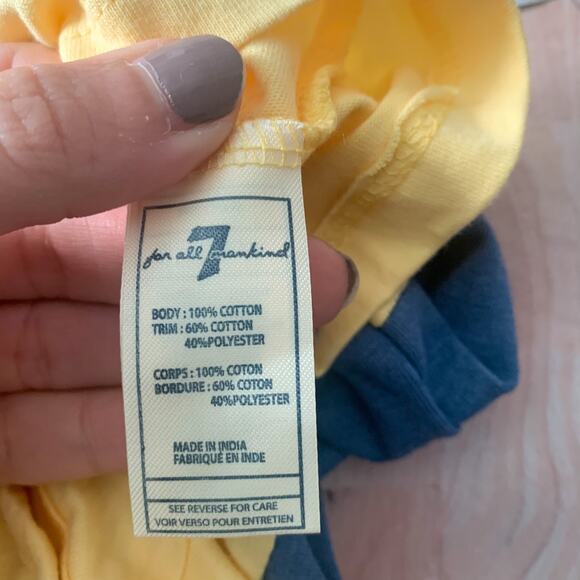 7
for all mankind
BODY : 100% COTTON
TRIM : 60% COTTON
40%POLYESTER
CORPS : 100% COTON
BORDURE : 60% COTON
40%POLYESTER
MADE IN INDIA
FABRIQUÉ EN INDE
SEE REVERSE FOR CARE
VOIR VERSO POUR ENTRETIEN